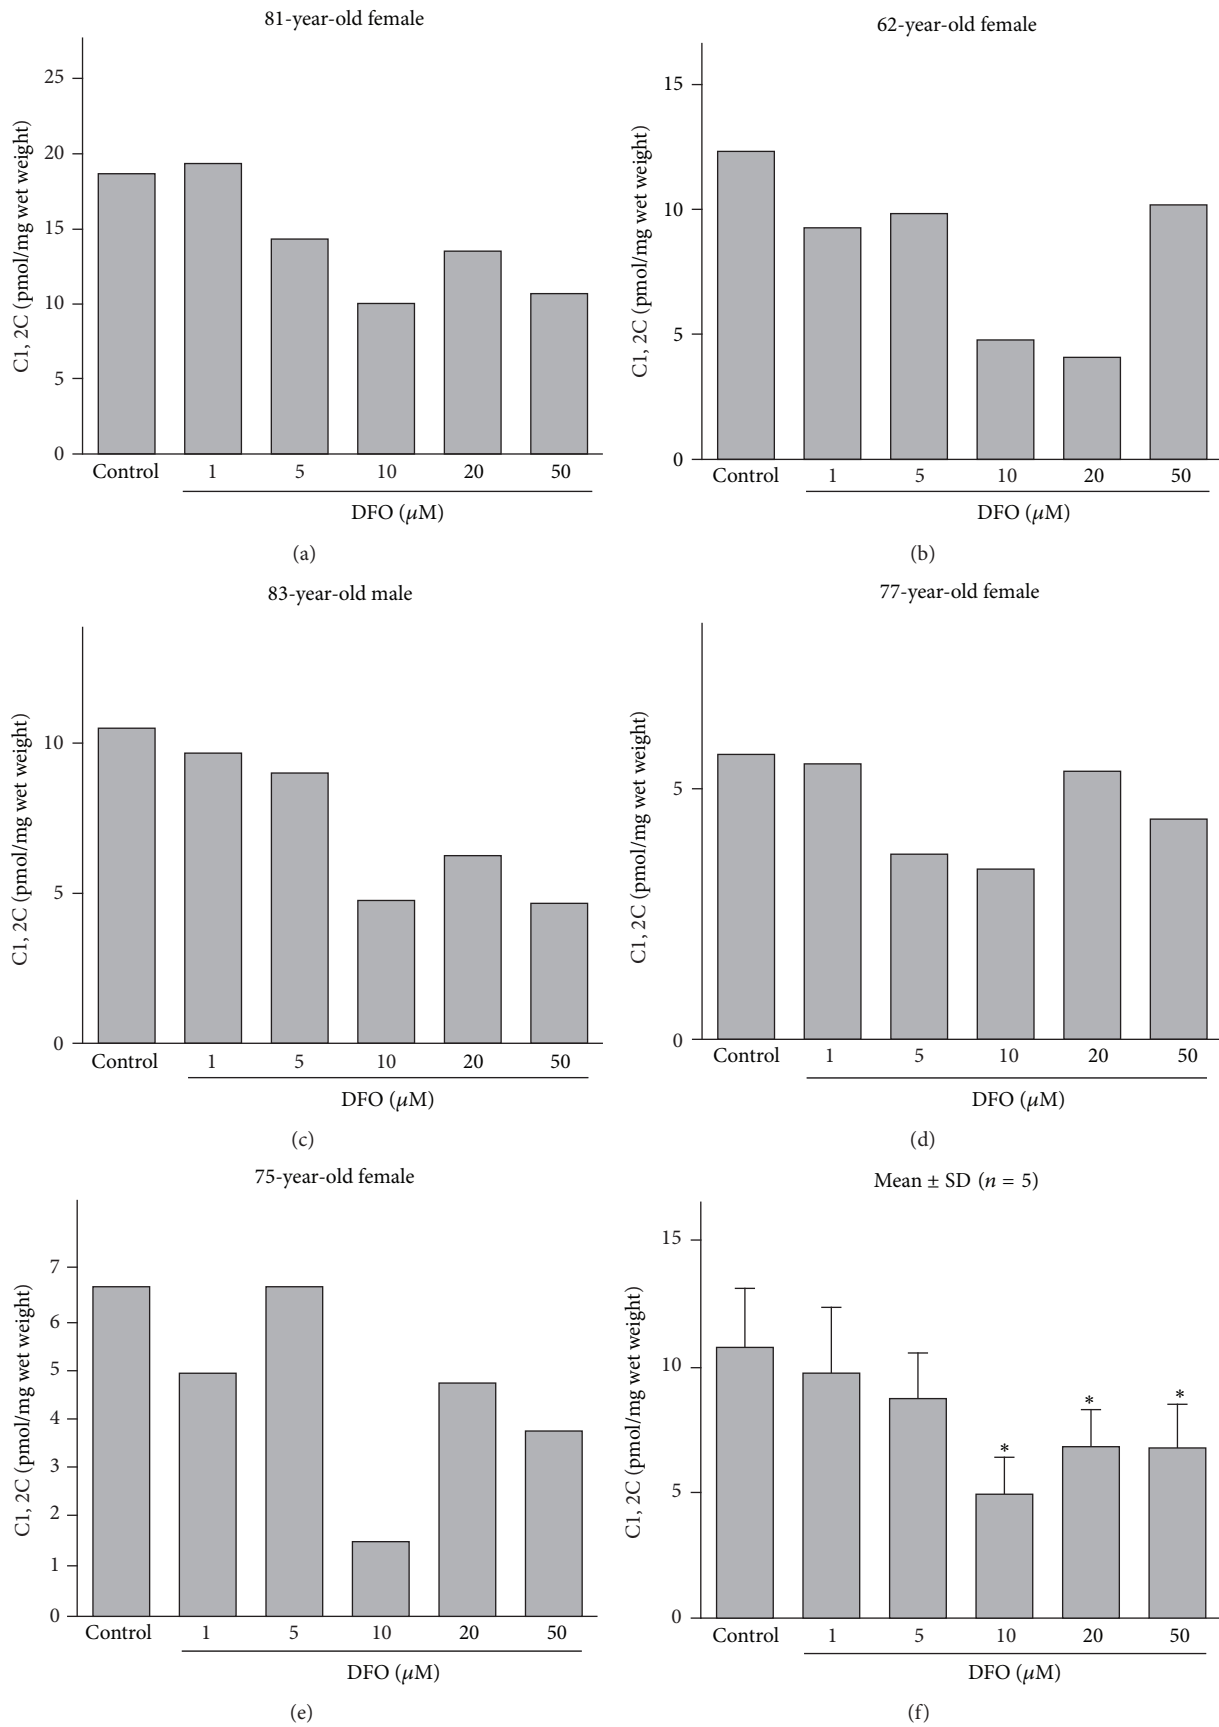 81-year-old female
C1, 2C (pmol/mg wet weight)
25
20
15
10
5
0
Control 1 5 10 20 50
DFO (μM)
(a)
62-year-old female
C1, 2C (pmol/mg wet weight)
15
10
5
0
Control 1 5 10 20 50
DFO (μM)
(b)
83-year-old male
C1, 2C (pmol/mg wet weight)
10
5
0
Control 1 5 10 20 50
DFO (μM)
(c)
77-year-old female
C1, 2C (pmol/mg wet weight)
5
0
Control 1 5 10 20 50
DFO (μM)
(d)
75-year-old female
C1, 2C (pmol/mg wet weight)
7
6
5
4
3
2
1
0
Control 1 5 10 20 50
DFO (μM)
(e)
Mean ± SD (n = 5)
C1, 2C (pmol/mg wet weight)
15
10
5
0
* * *
Control 1 5 10 20 50
DFO (μM)
(f)